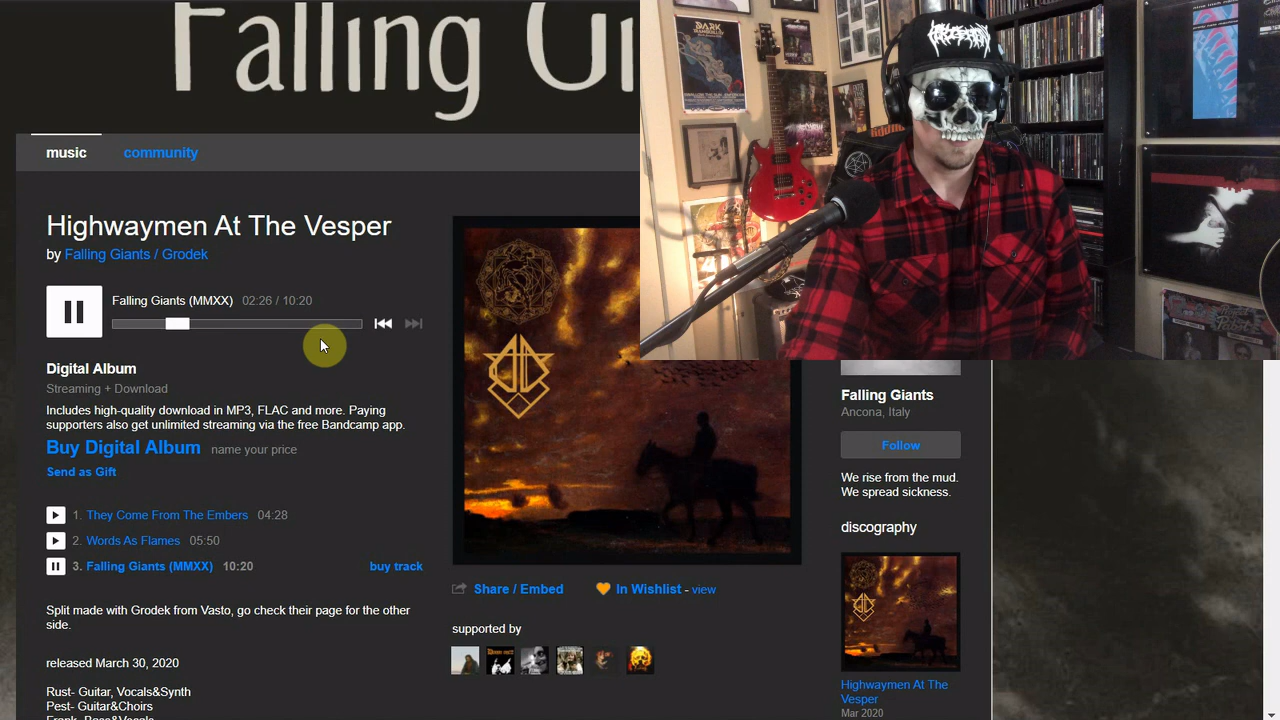 Falling Gi
music
community
Highwaymen At The Vesper
by Falling Giants / Grodek
Falling Giants (MMXX) 02:26 / 10:20
Digital Album
Streaming + Download
Includes high-quality download in MP3, FLAC and more. Paying
supporters also get unlimited streaming via the free Bandcamp app.
Buy Digital Album name your price
Send as Gift
1. They Come From The Embers 04:28
2. Words As Flames 05:50
3. Falling Giants (MMXX) 10:20 buy track
Split made with Grodek from Vasto, go check their page for the other
side.
released March 30, 2020
Rust- Guitar, Vocals&Synth
Pest- Guitar&Choirs
Frank- Bass&Vocals
Share / Embed
In Wishlist - view
supported by
Falling Giants
Ancona, Italy
Follow
We rise from the mud.
We spread sickness.
discography
Highwaymen At The
Vesper
Mar 2020
DARK
TRANQUILLITY